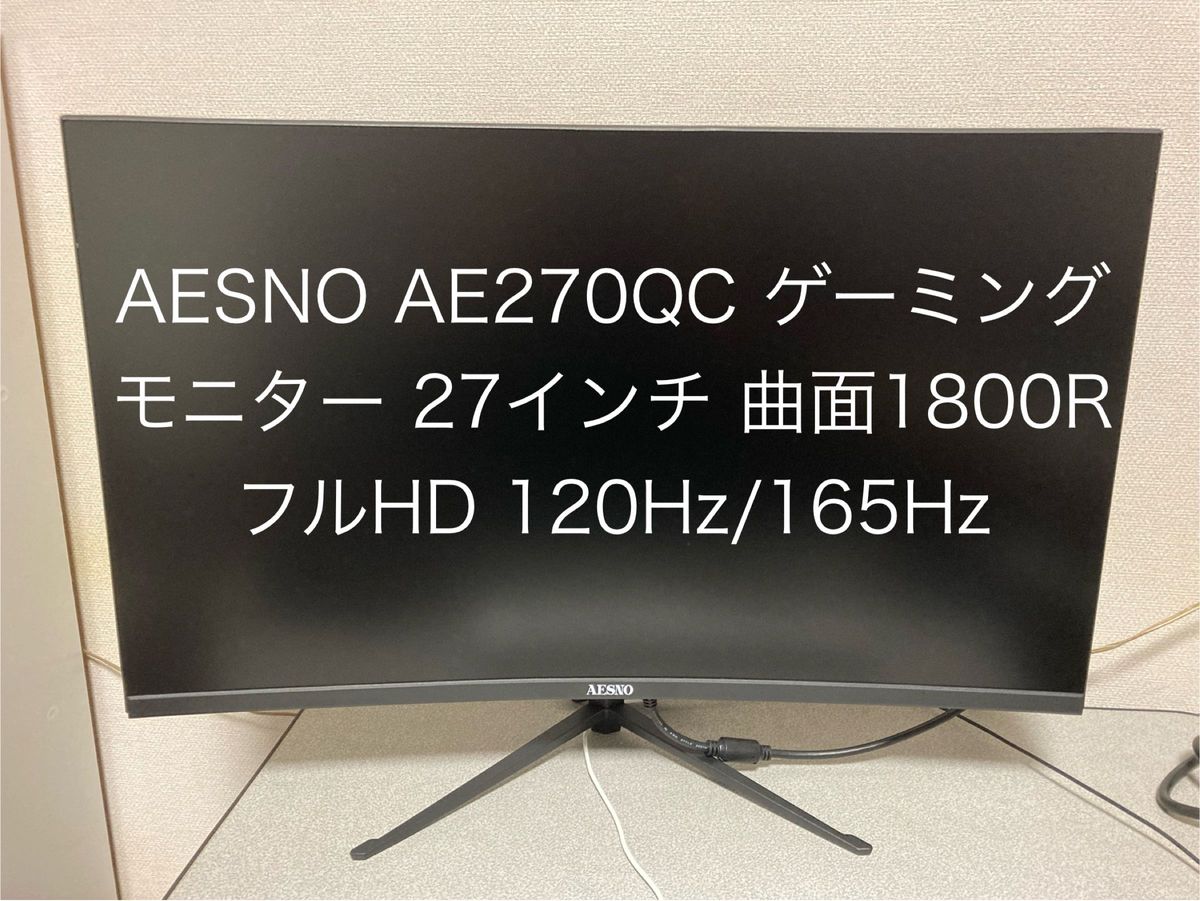 AESNO AE270QC ゲーミング
モニター 27インチ 曲面1800R
フルHD 120Hz/165Hz
AESNO